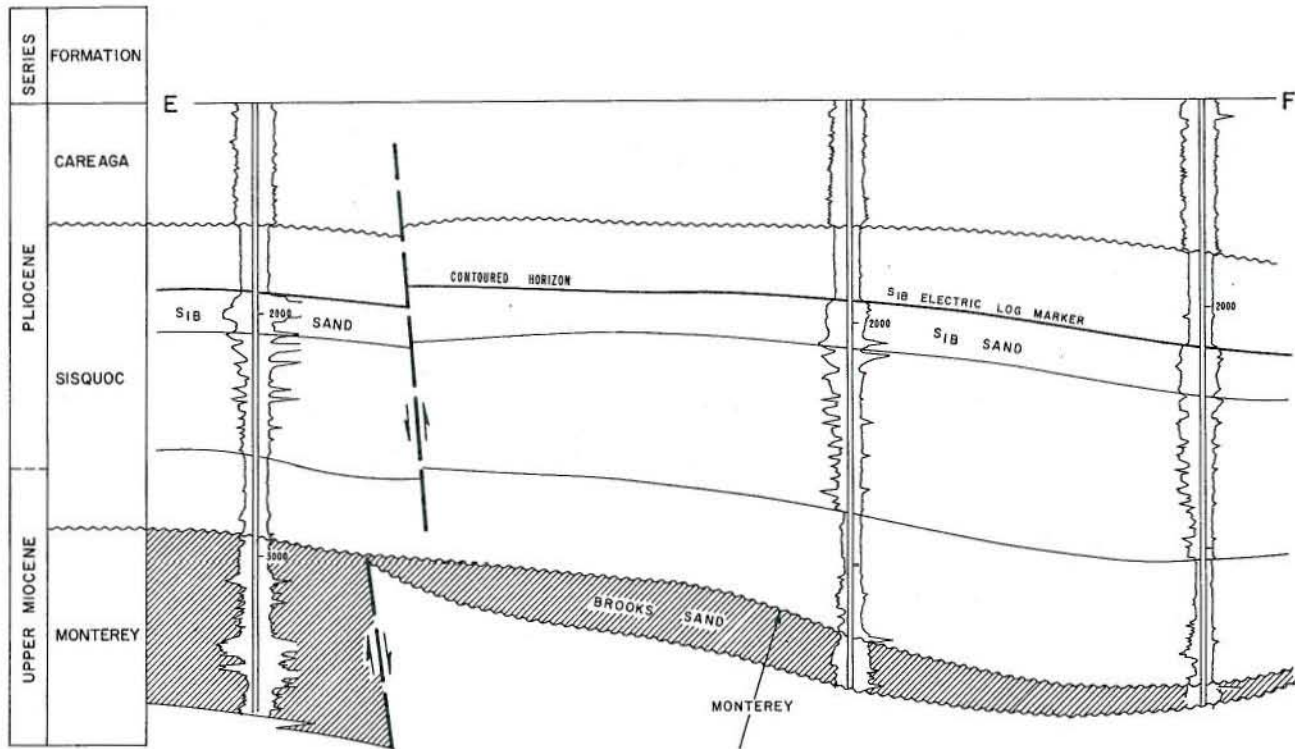 SERIES
FORMATION
E
F
PLIOCENE
CAREAGA
CONTOURED HORIZON
S1B ELECTRIC LOG MARKER
S1B SAND
2000
2000
2000
S1B SAND
SISQUOC
UPPER MIOCENE
3000
MONTEREY
BROOKS SAND
MONTEREY